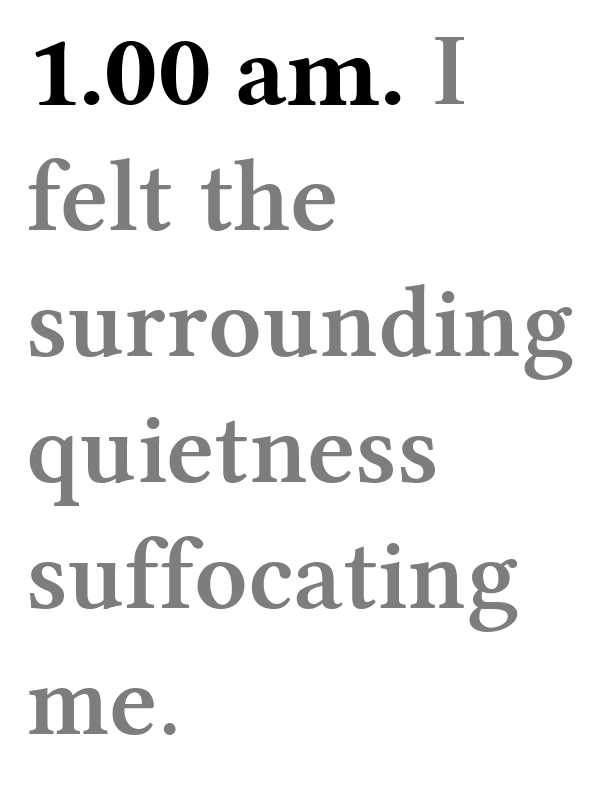 1.00 am. I
felt the
surrounding
quietness
suffocating
me.